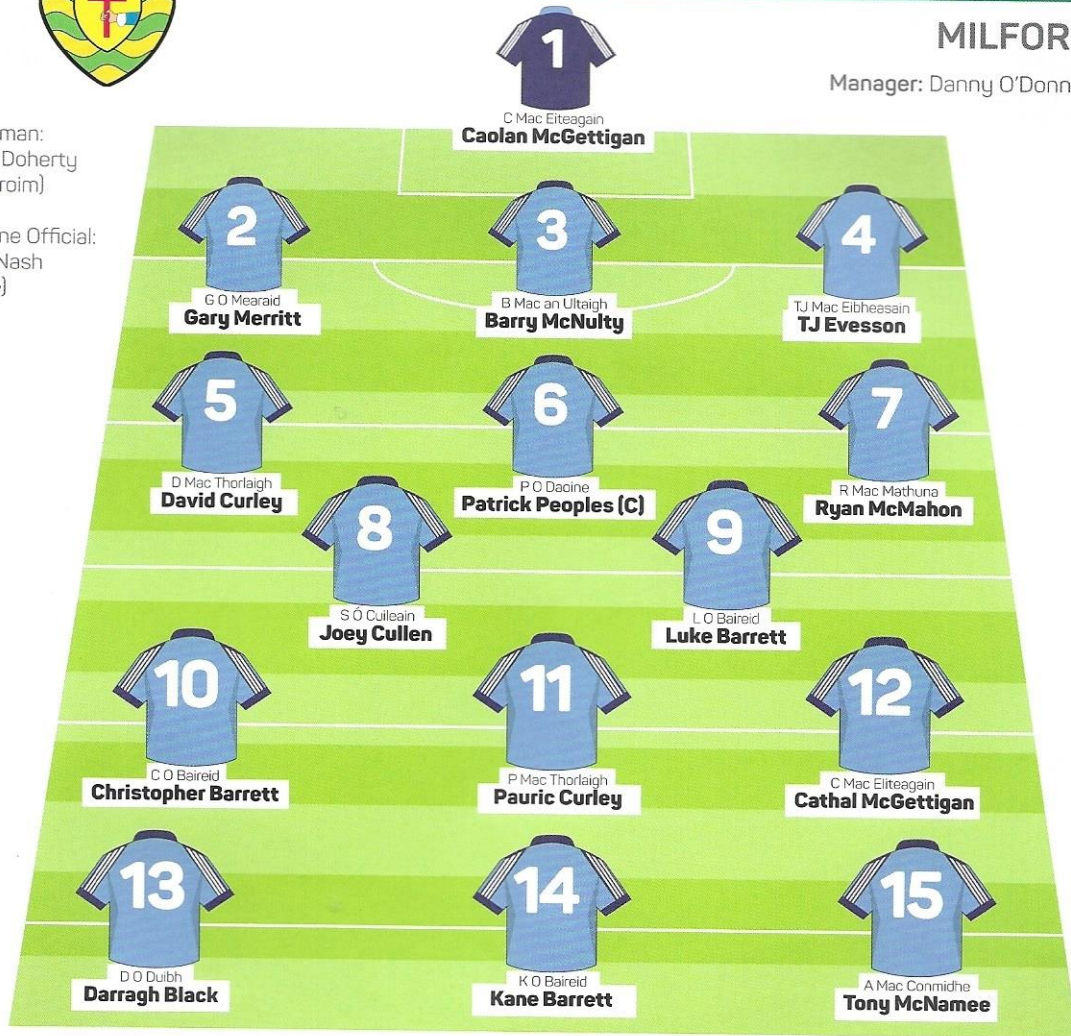 MILFOR
Manager: Danny O'Donn
man:
Doherty
roim)
ne Official:
Nash
)
1
C Mac Eiteagain
Caolan McGettigan
2
G O Mearaid
Gary Merritt
3
B Mac an Ultaigh
Barry McNulty
4
TJ Mac Eibheasain
TJ Evesson
5
D Mac Thorlaigh
David Curley
6
P O Daoine
Patrick Peoples (C)
7
R Mac Mathuna
Ryan McMahon
8
S Ó Cuileain
Joey Cullen
9
L O Baireid
Luke Barrett
10
C O Baireid
Christopher Barrett
11
P Mac Thorlaigh
Pauric Curley
12
C Mac Eliteagain
Cathal McGettigan
13
D O Duibh
Darragh Black
14
K O Baireid
Kane Barrett
15
A Mac Conmidhe
Tony McNamee